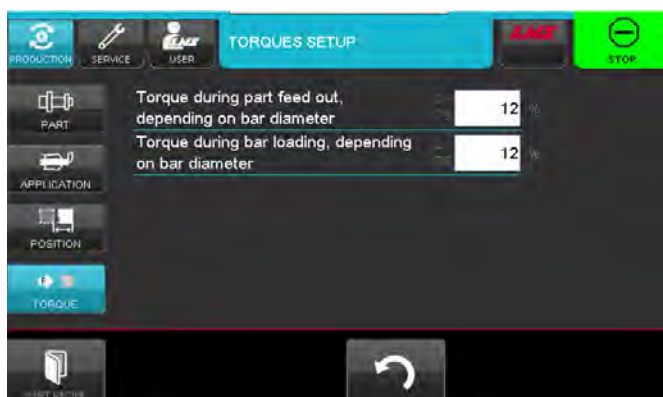 PRODUCTION
SERVICE
USER
TORQUES SETUP
LNS
STOP
PART
Torque during part feed out,
depending on bar diameter
12 %
APPLICATION
Torque during bar loading, depending
on bar diameter
12 %
POSITION
TORQUE